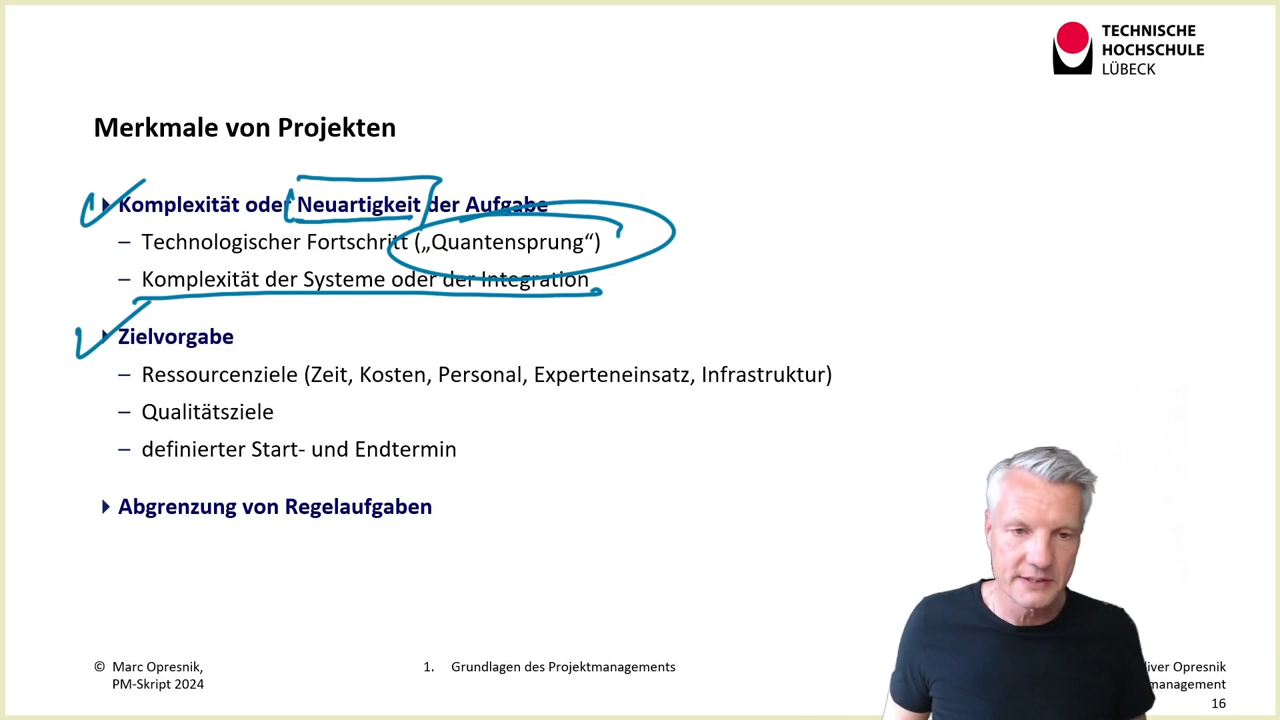 TECHNISCHE
HOCHSCHULE
LÜBECK
Merkmale von Projekten
Komplexität oder Neuartigkeit der Aufgabe
– Technologischer Fortschritt („Quantensprung“)
– Komplexität der Systeme oder der Integration
Zielvorgabe
– Ressourcenziele (Zeit, Kosten, Personal, Experteneinsatz, Infrastruktur)
– Qualitätsziele
– definierter Start- und Endtermin
Abgrenzung von Regelaufgaben
© Marc Opresnik,
PM-Skript 2024
1. Grundlagen des Projektmanagements
Opresnik
16